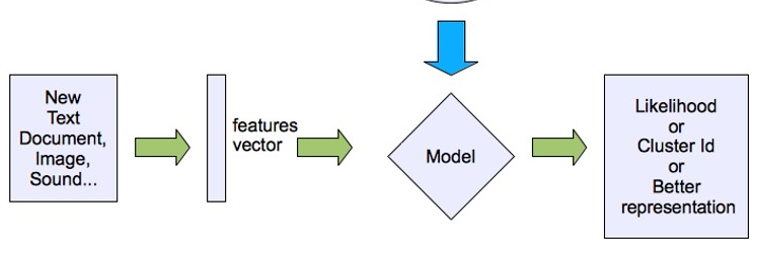 New
Text
Document,
Image,
Sound...
features
vector
Model
Likelihood
or
Cluster Id
or
Better
representation